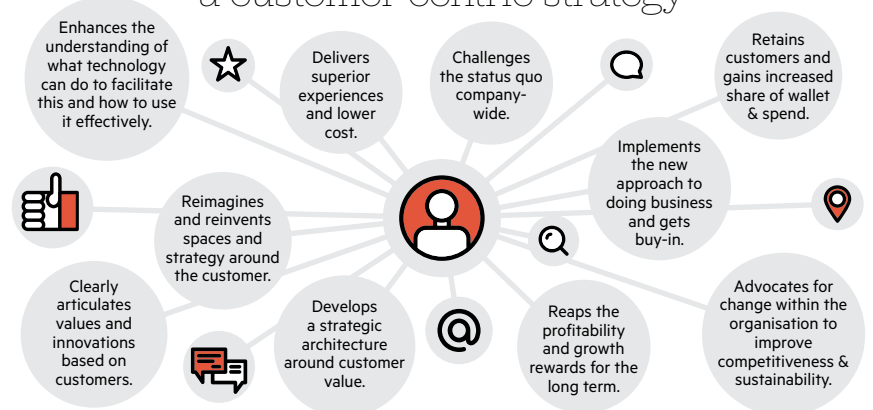 a customer-centric strategy
Enhances the
understanding of
what technology
can do to facilitate
this and how to use
it effectively.
Delivers
superior
experiences
and lower
cost.
Challenges
the status quo
company-
wide.
Retains
customers and
gains increased
share of wallet
& spend.
Implements
the new
approach to
doing business
and gets
buy-in.
Reimagines
and reinvents
spaces and
strategy around
the customer.
Clearly
articulates
values and
innovations
based on
customers.
Develops
a strategic
architecture
around customer
value.
@
Reaps the
profitability
and growth
rewards for the
long term.
Advocates for
change within the
organisation to
improve
competitiveness &
sustainability.